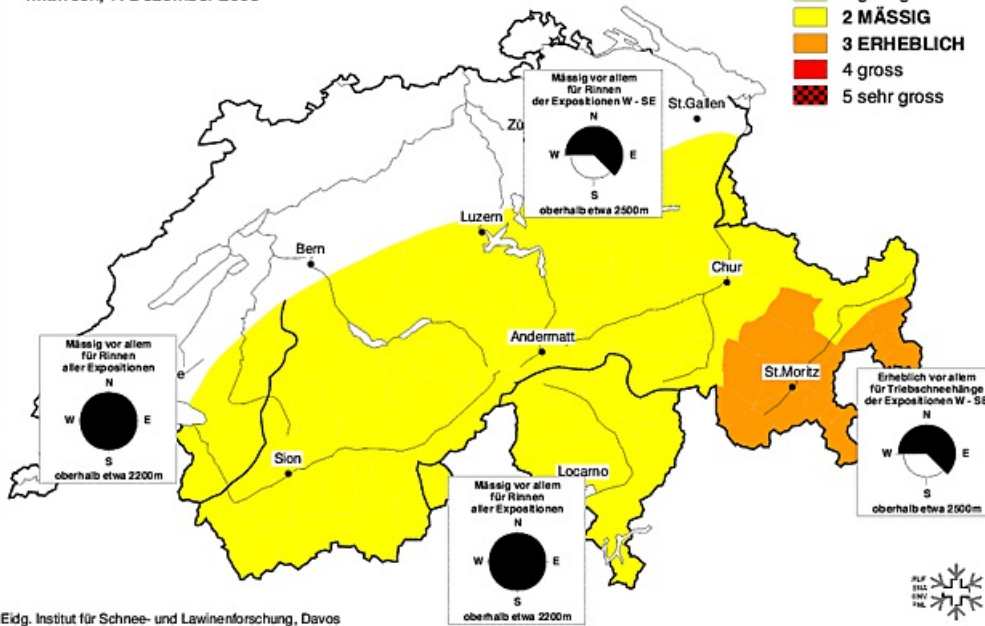 2 MÄSSIG
3 ERHEBLICH
4 gross
5 sehr gross
Mässig vor allem
für Rinnen
der Expositionen W - SE
N
W
E
S
oberhalb etwa 2500m
St.Gallen
Zü
Luzern
Bern
Chur
Andermatt
St.Moritz
Sion
Locarno
Mässig vor allem
für Rinnen
aller Expositionen
N
W
E
S
oberhalb etwa 2200m
e
Erheblich vor allem
für Triebschneehänge
der Expositionen W - SE
N
W
E
S
oberhalb etwa 2500m
Mässig vor allem
für Rinnen
aller Expositionen
N
W
E
S
oberhalb etwa 2200m
Eidg. Institut für Schnee- und Lawinenforschung, Davos